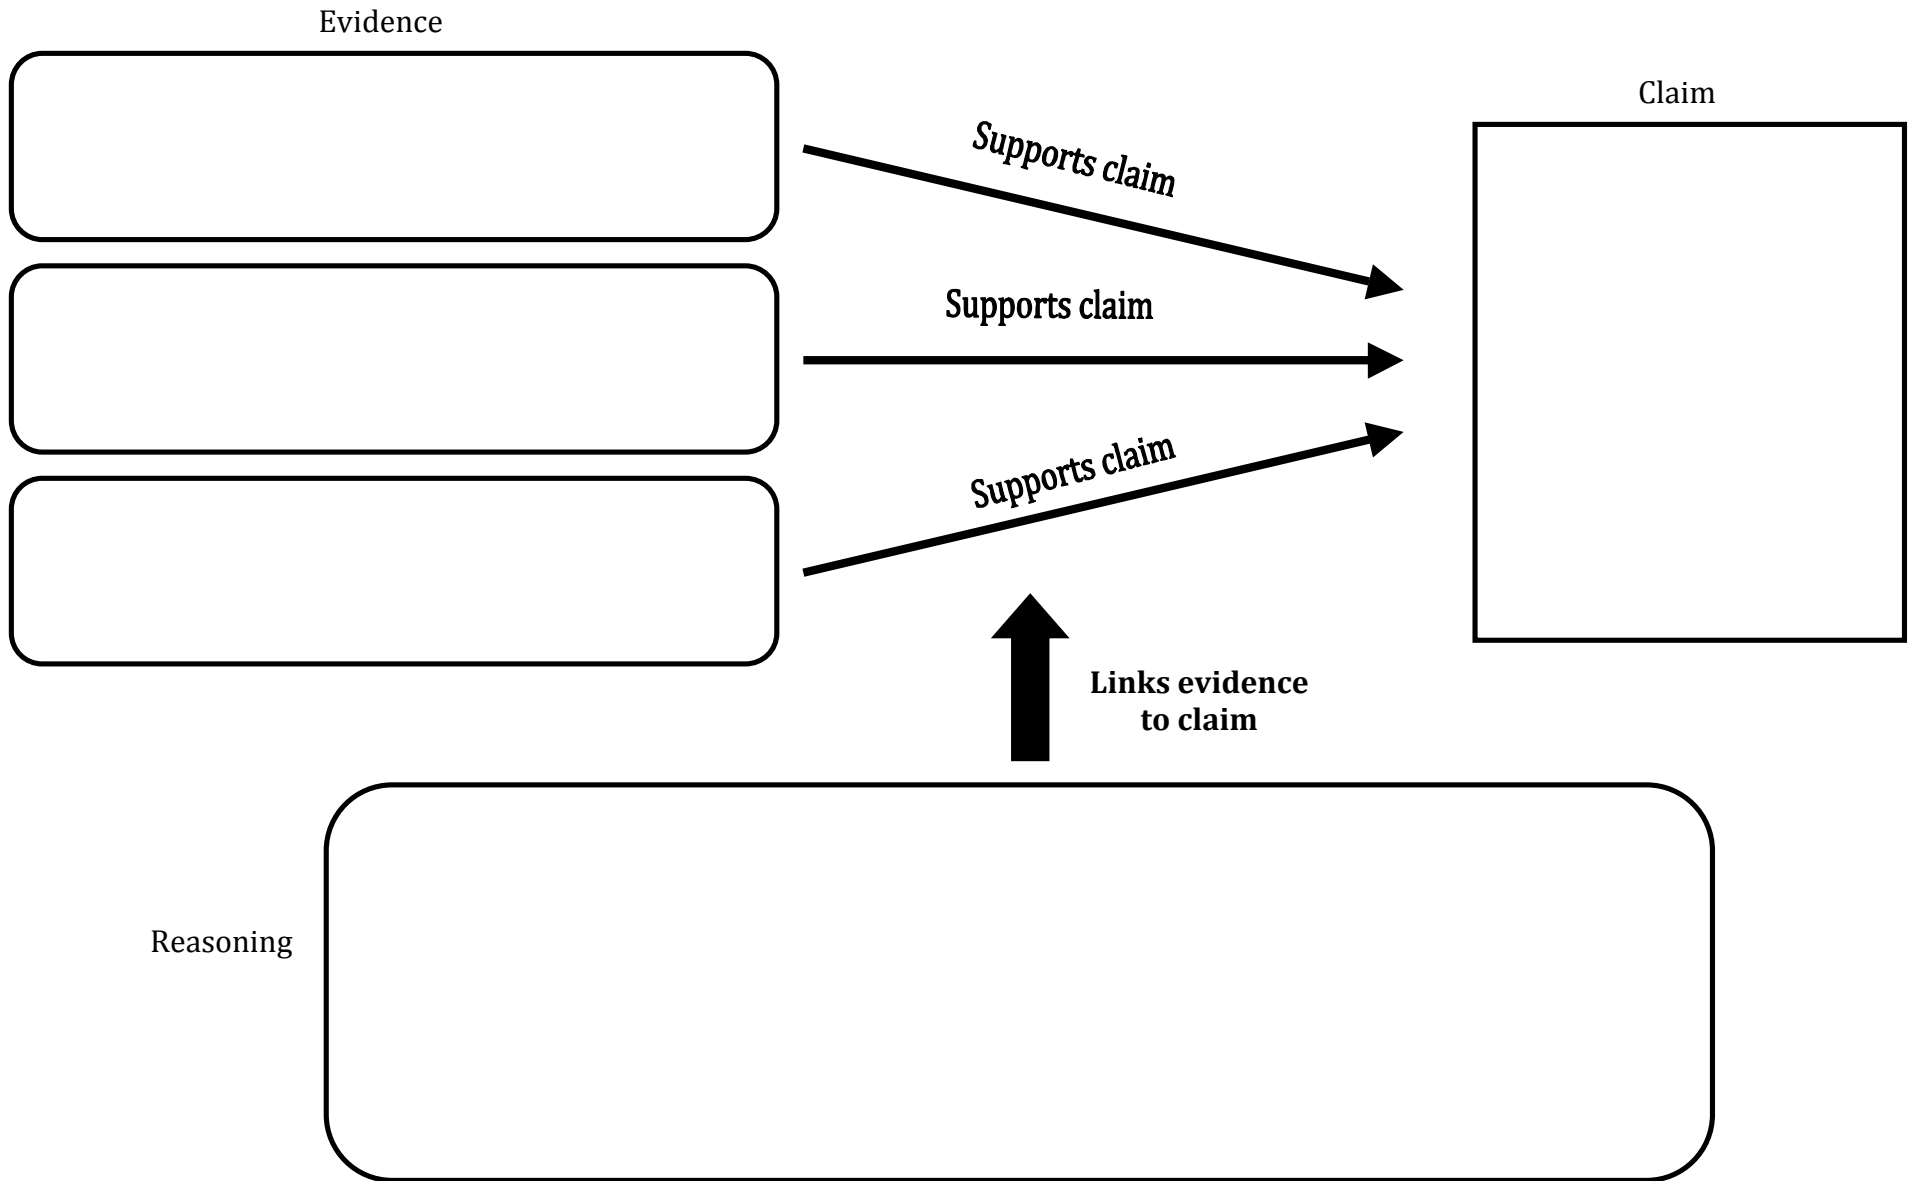 Evidence
Claim
Supports claim
Supports claim
Supports claim
Links evidence
to claim
Reasoning